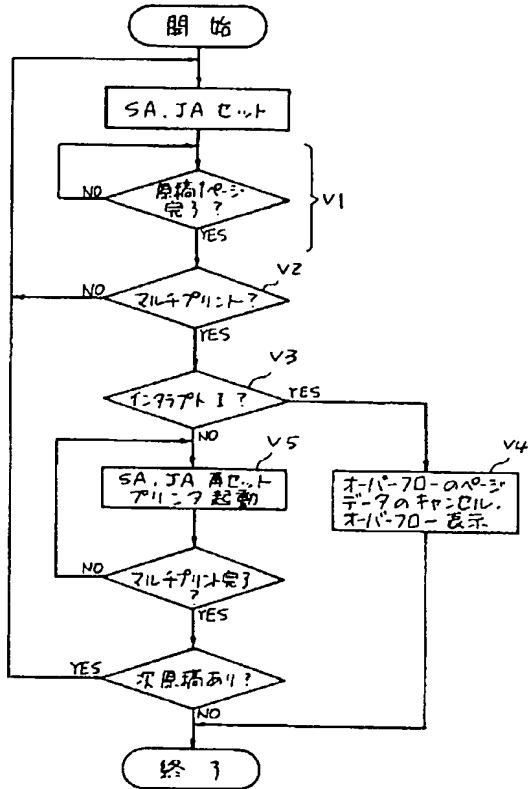 開始
SA.JA セット
NO
原稿1ページ
完了?
V1
YES
V2
NO
マルチプリント?
YES
V3
インタラプト I?
YES
NO
V5
SA.JA 再セット
プリンタ起動
V4
オーバーフローのページ
データのキャンセル.
オーバーフロー表示
NO
マルチプリント完了
?
YES
YES
次原稿あり?
NO
終了